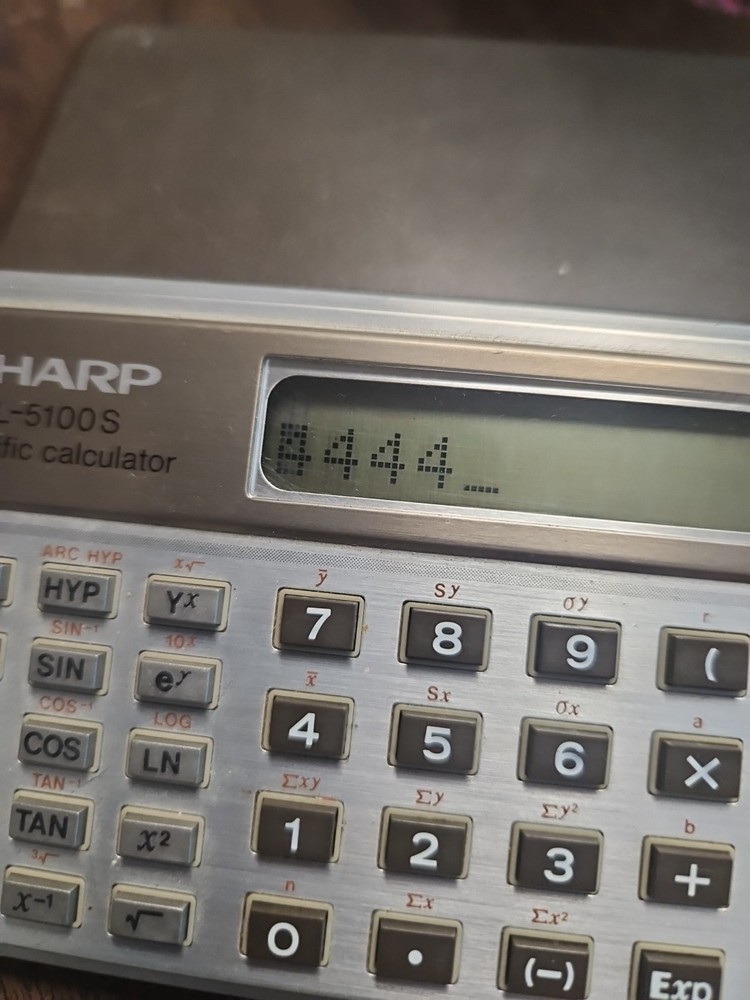 HARP
L-5100S
ific calculator
4444_
ARC HYP x√ ȳ Sy σy r
HYP Yx 7 8 9 (
SIN-1 10x x̄ Sx σx a
SIN ey 4 5 6 ×
COS-1 LOG Σxy Σy Σy² b
COS LN 1 2 3 +
TAN-1 n Σx Σx²
TAN x² 0 • (−) Exp
³√
x-1 √